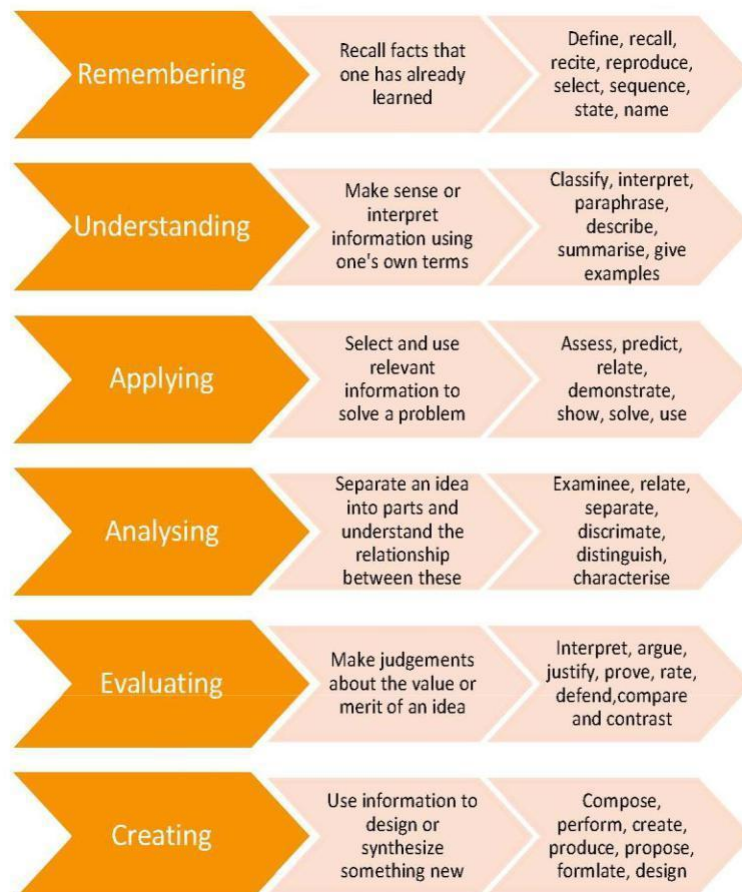 Remembering
Recall facts that
one has already
learned
Define, recall,
recite, reproduce,
select, sequence,
state, name
Understanding
Make sense or
interpret
information using
one's own terms
Classify, interpret,
paraphrase,
describe,
summarise, give
examples
Applying
Select and use
relevant
information to
solve a problem
Assess, predict,
relate,
demonstrate,
show, solve, use
Analysing
Separate an idea
into parts and
understand the
relationship
between these
Examinee, relate,
separate,
discrimate,
distinguish,
characterise
Evaluating
Make judgements
about the value or
merit of an idea
Interpret, argue,
justify, prove, rate,
defend,compare
and contrast
Creating
Use information to
design or
synthesize
something new
Compose,
perform, create,
produce, propose,
formlate, design